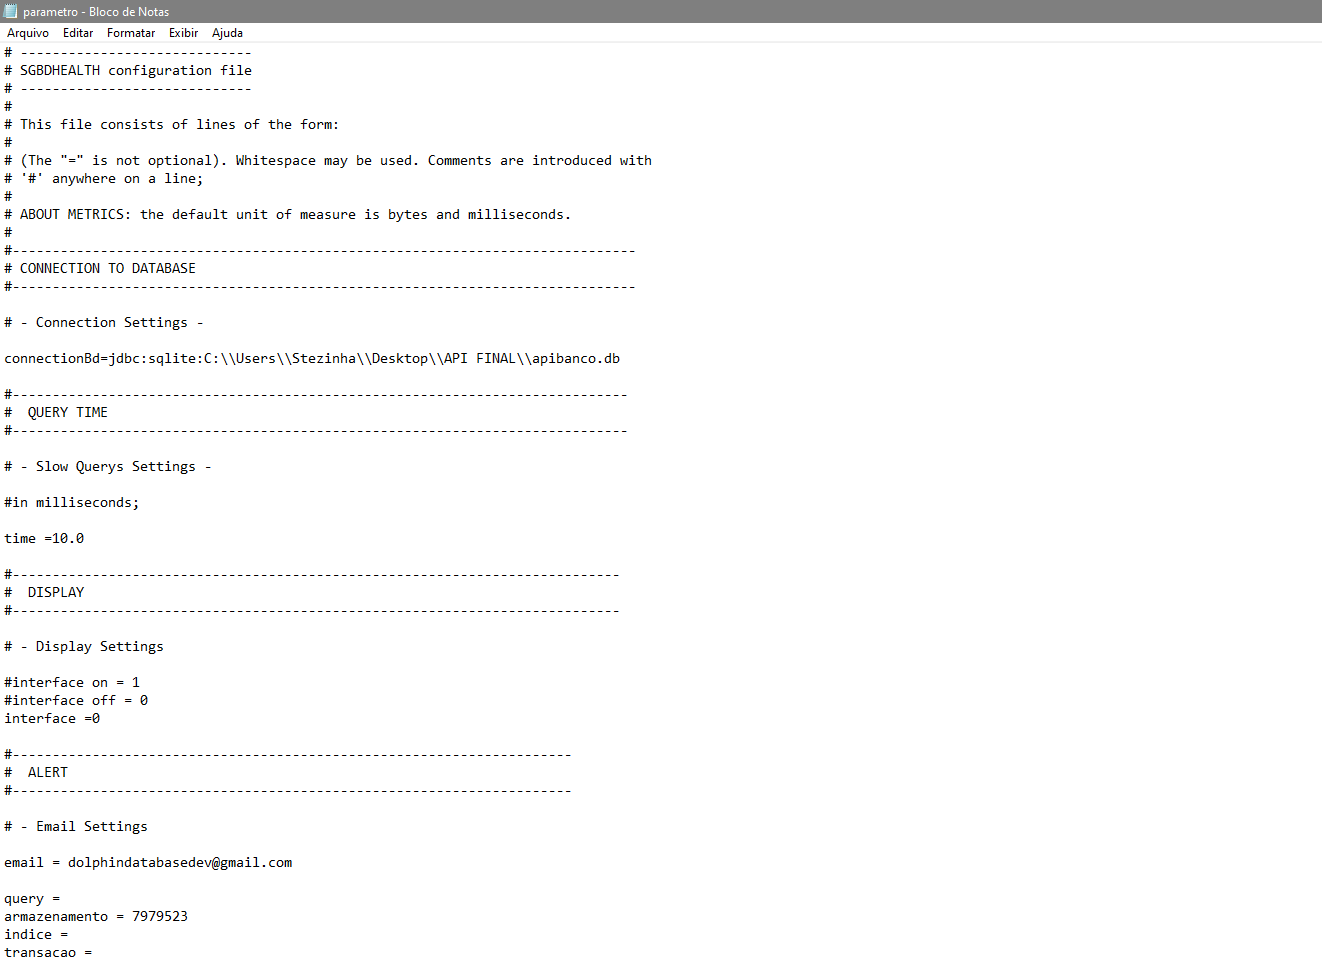 parametro - Bloco de Notas
Arquivo Editar Formatar Exibir Ajuda
# -----------------------------
# SGBDHEALTH configuration file
# -----------------------------
#
# This file consists of lines of the form:
#
# (The "=" is not optional). Whitespace may be used. Comments are introduced with
# '#' anywhere on a line;
#
# ABOUT METRICS: the default unit of measure is bytes and milliseconds.
#
#------------------------------------------------------------------------------
# CONNECTION TO DATABASE
#------------------------------------------------------------------------------
# - Connection Settings -
connectionBd=jdbc:sqlite:C:\\Users\\Stezinha\\Desktop\\API FINAL\\apibanco.db
#-----------------------------------------------------------------------------
#  QUERY TIME
#-----------------------------------------------------------------------------
# - Slow Querys Settings -
#in milliseconds;
time =10.0
#----------------------------------------------------------------------------
#  DISPLAY
#----------------------------------------------------------------------------
# - Display Settings
#interface on = 1
#interface off = 0
interface =0
#----------------------------------------------------------------------
#  ALERT
#----------------------------------------------------------------------
# - Email Settings
email = dolphindatabasedev@gmail.com
query =
armazenamento = 7979523
indice =
transacao =